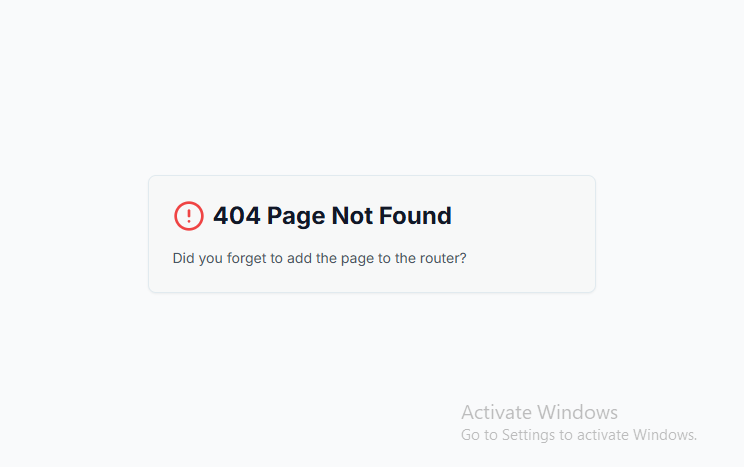 404 Page Not Found
Did you forget to add the page to the router?
Activate Windows
Go to Settings to activate Windows.